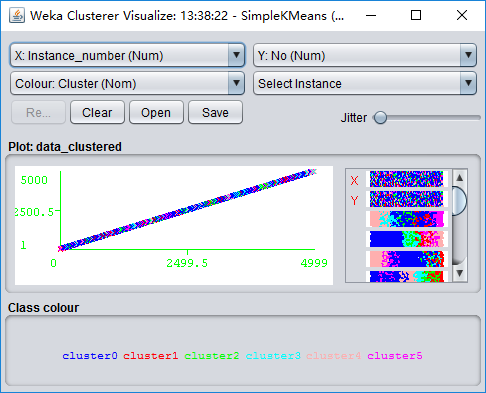 Weka Clusterer Visualize: 13:38:22 - SimpleKMeans (...
X: Instance_number (Num)
Y: No (Num)
Colour: Cluster (Nom)
Select Instance
Re...
Clear
Open
Save
Jitter
Plot: data_clustered
5000
2500.5
1
0
2499.5
4999
X
Y
Class colour
cluster0 cluster1 cluster2 cluster3 cluster4 cluster5